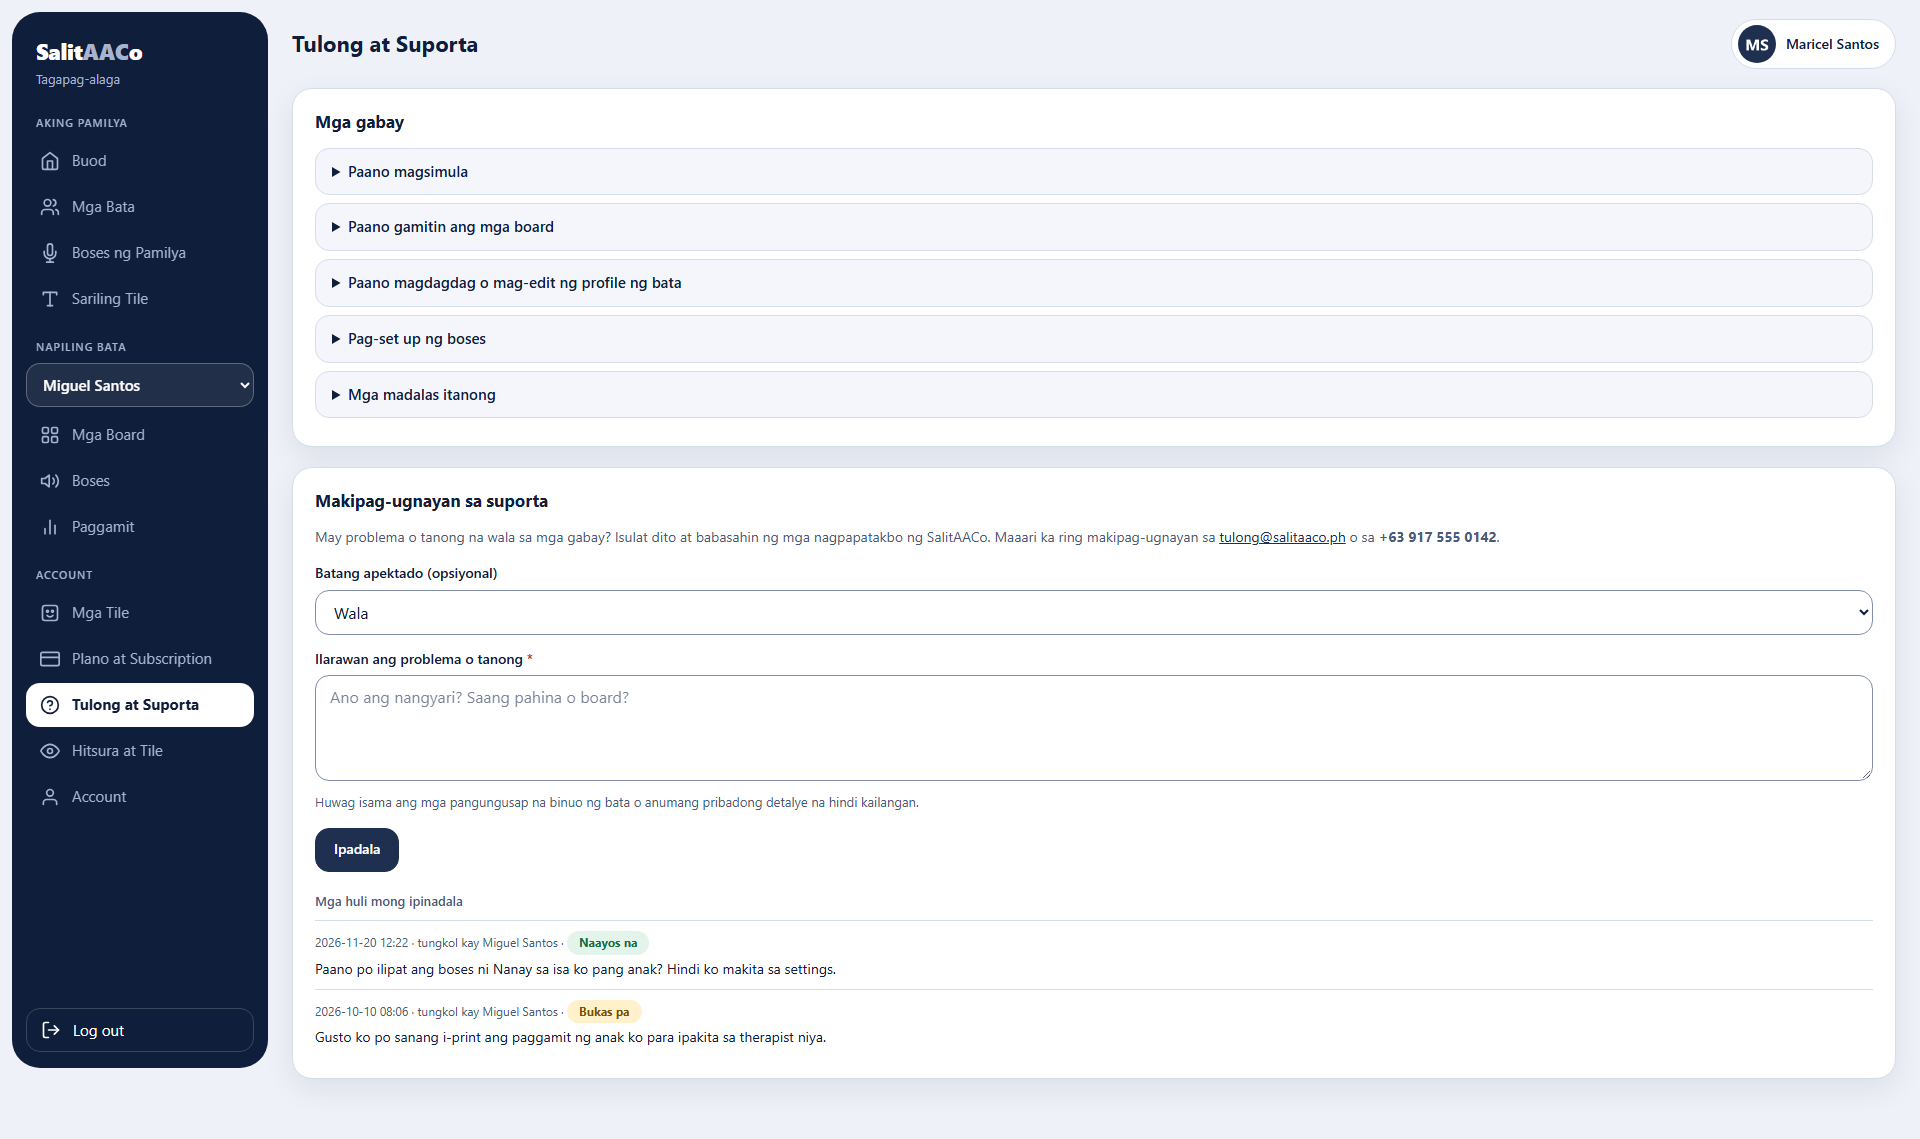 SalitAACo
Tagapag-alaga
AKING PAMILYA
Buod
Mga Bata
Boses ng Pamilya
Sariling Tile
NAPILING BATA
Miguel Santos
Mga Board
Boses
Paggamit
ACCOUNT
Mga Tile
Plano at Subscription
Tulong at Suporta
Hitsura at Tile
Account
Log out
Tulong at Suporta
MS Maricel Santos
Mga gabay
Paano magsimula
Paano gamitin ang mga board
Paano magdagdag o mag-edit ng profile ng bata
Pag-set up ng boses
Mga madalas itanong
Makipag-ugnayan sa suporta
May problema o tanong na wala sa mga gabay? Isulat dito at babasahin ng mga nagpapatakbo ng SalitAACo. Maaari ka ring makipag-ugnayan sa tulong@salitaaco.ph o sa +63 917 555 0142.
Batang apektado (opsiyonal)
Wala
Ilarawan ang problema o tanong *
Ano ang nangyari? Saang pahina o board?
Huwag isama ang mga pangungusap na binuo ng bata o anumang pribadong detalye na hindi kailangan.
Ipadala
Mga huli mong ipinadala
2026-11-20 12:22 · tungkol kay Miguel Santos · Naayos na
Paano po ilipat ang boses ni Nanay sa isa ko pang anak? Hindi ko makita sa settings.
2026-10-10 08:06 · tungkol kay Miguel Santos · Bukas pa
Gusto ko po sanang i-print ang paggamit ng anak ko para ipakita sa therapist niya.